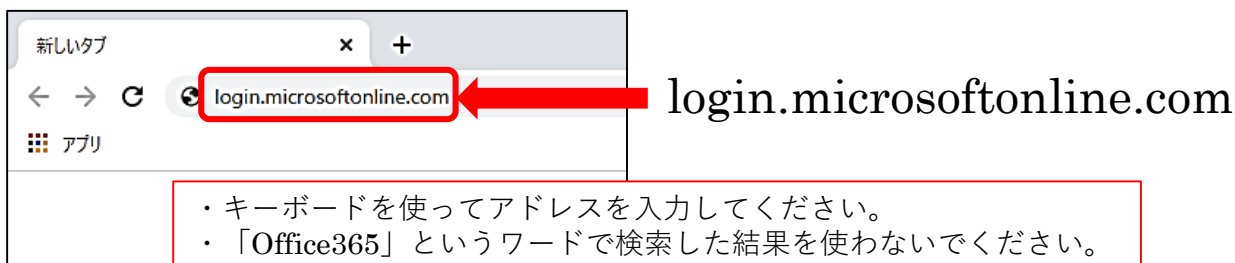 新しいタブ
login.microsoftonline.com
login.microsoftonline.com
アプリ
・キーボードを使ってアドレスを入力してください。
・「Office365」というワードで検索した結果を使わないでください。